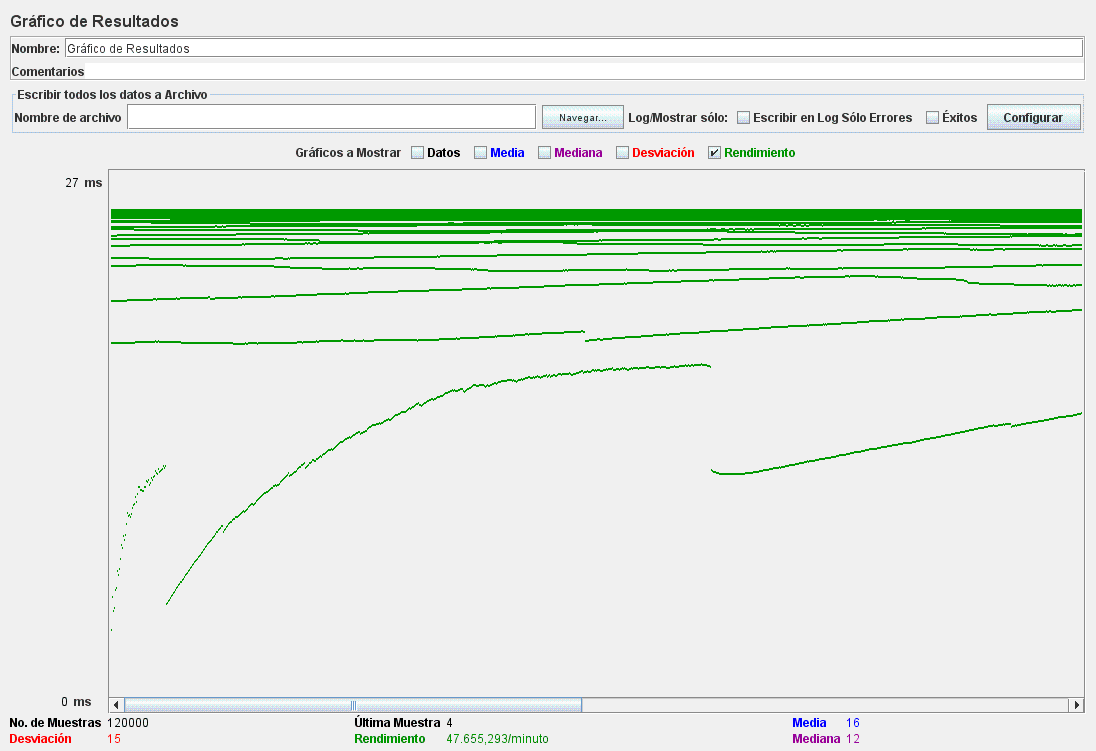 Gráfico de Resultados
Nombre: Gráfico de Resultados
Comentarios
Escribir todos los datos a Archivo
Nombre de archivo Navegar... Log/Mostrar sólo: Escribir en Log Sólo Errores Éxitos Configurar
Gráficos a Mostrar Datos Media Mediana Desviación Rendimiento
27 ms
0 ms
No. de Muestras 120000 Última Muestra 4 Media 16
Desviación 15 Rendimiento 47.655,293/minuto Mediana 12